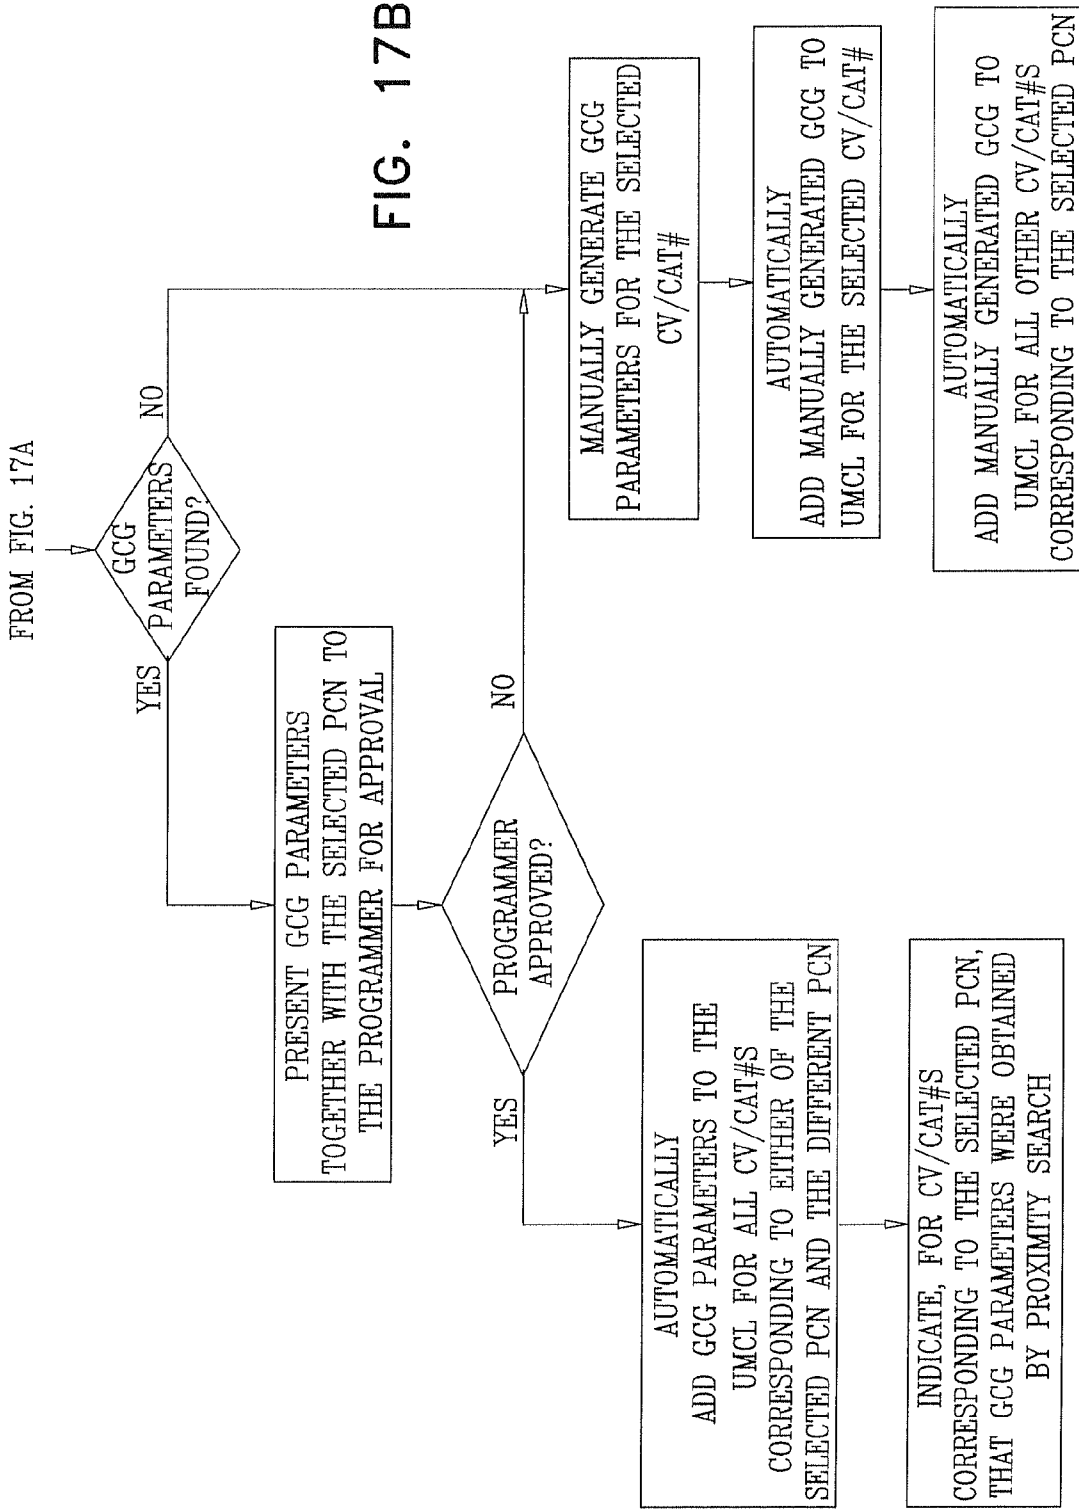 FROM FIG. 17A
GCG
PARAMETERS
FOUND?
YES
NO
PRESENT GCG PARAMETERS
TOGETHER WITH THE SELECTED PCN TO
THE PROGRAMMER FOR APPROVAL
PROGRAMMER
APPROVED?
YES
NO
AUTOMATICALLY
ADD GCG PARAMETERS TO THE
UMCL FOR ALL CV/CAT#S
CORRESPONDING TO EITHER OF THE
SELECTED PCN AND THE DIFFERENT PCN
INDICATE, FOR CV/CAT#S
CORRESPONDING TO THE SELECTED PCN,
THAT GCG PARAMETERS WERE OBTAINED
BY PROXIMITY SEARCH
MANUALLY GENERATE GCG
PARAMETERS FOR THE SELECTED
CV/CAT#
AUTOMATICALLY
ADD MANUALLY GENERATED GCG TO
UMCL FOR THE SELECTED CV/CAT#
AUTOMATICALLY
ADD MANUALLY GENERATED GCG TO
UMCL FOR ALL OTHER CV/CAT#S
CORRESPONDING TO THE SELECTED PCN
FIG. 17B